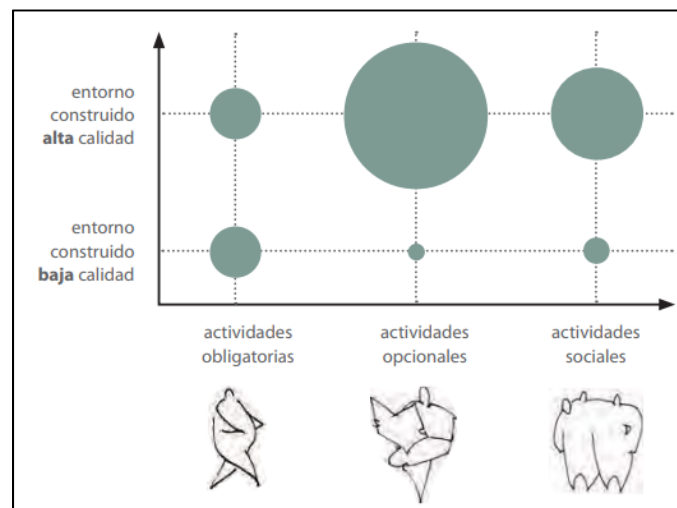 entorno
construido
alta calidad
entorno
construido
baja calidad
actividades
obligatorias
actividades
opcionales
actividades
sociales